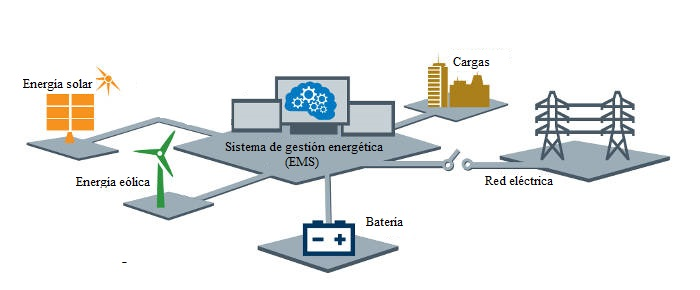 Cargas
Energía solar
Sistema de gestión energética
(EMS)
Energía eólica
Red eléctrica
Batería